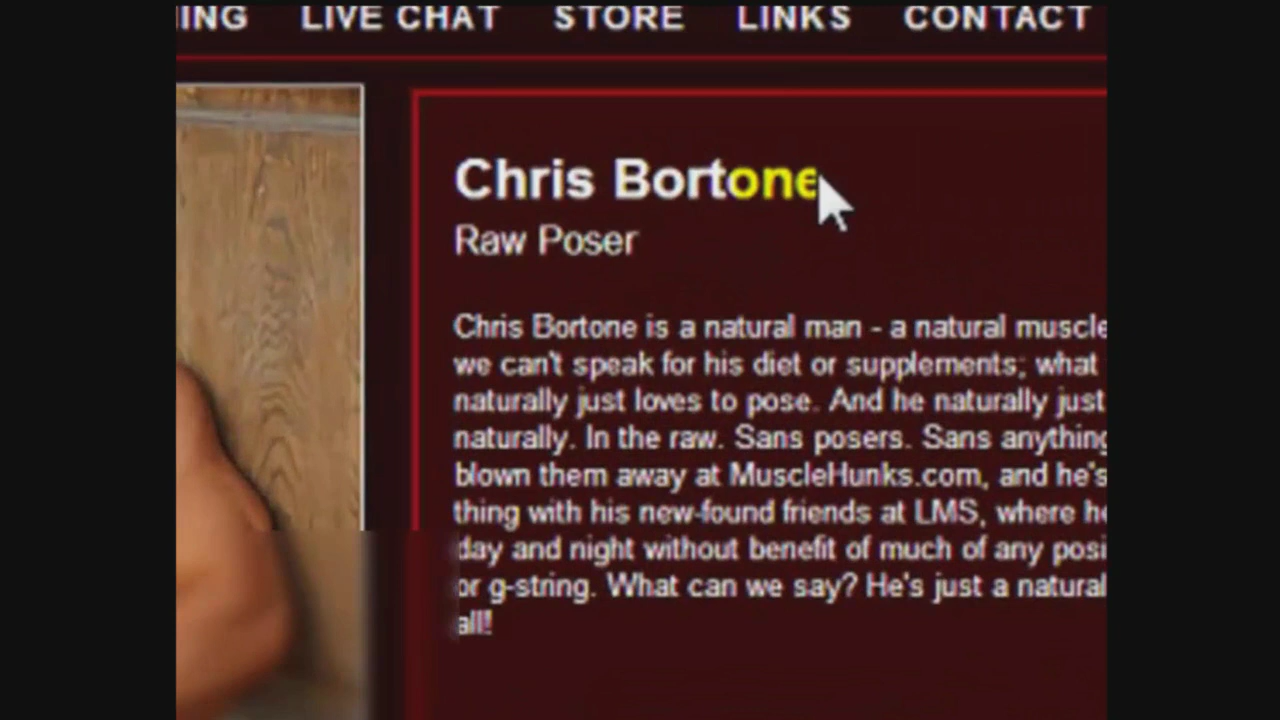 LIVE CHAT STORE LINKS CONTACT
Chris Bortone
Raw Poser
Chris Bortone is a natural man - a natural muscle
we can't speak for his diet or supplements; what
naturally just loves to pose. And he naturally just
naturally. In the raw. Sans posers. Sans anything
blown them away at MuscleHunks.com, and he's
thing with his new-found friends at LMS, where he
day and night without benefit of much of any posi
or g-string. What can we say? He's just a natural
all!